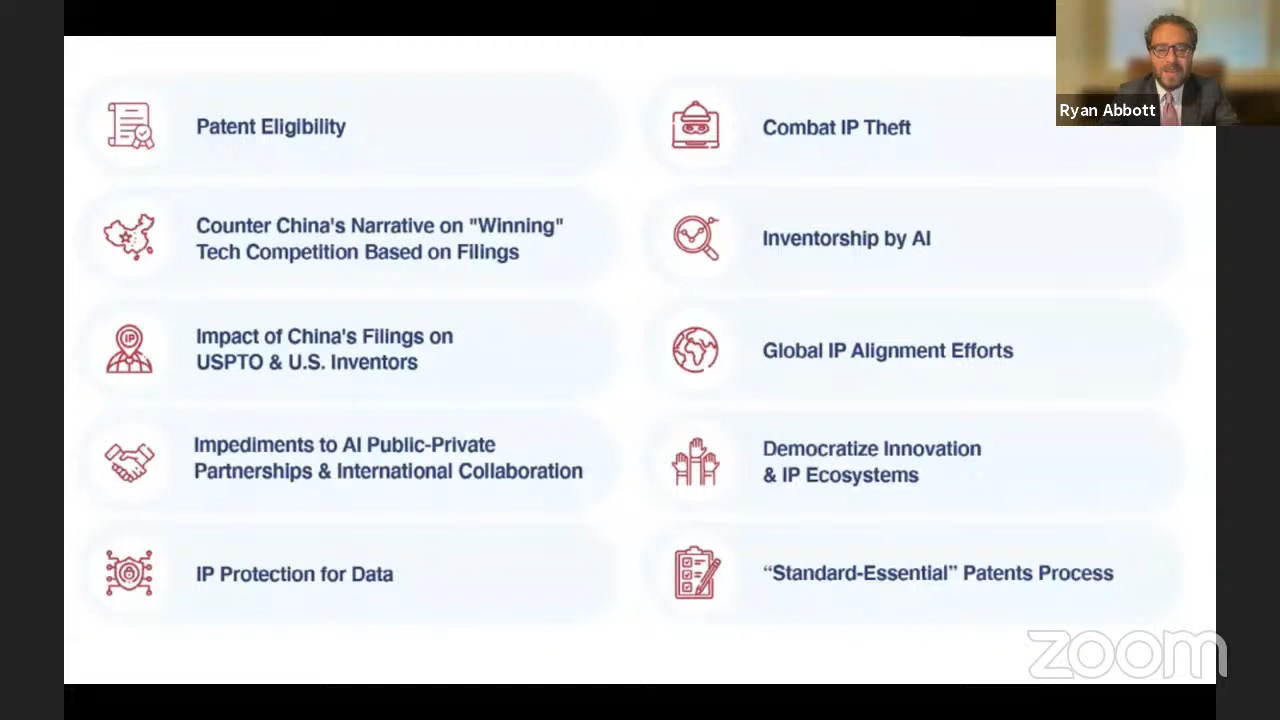 Patent Eligibility
Counter China's Narrative on "Winning"
Tech Competition Based on Filings
IP
Impact of China's Filings on
USPTO & U.S. Inventors
Impediments to AI Public-Private
Partnerships & International Collaboration
IP Protection for Data
Combat IP Theft
Inventorship by AI
Global IP Alignment Efforts
Democratize Innovation
& IP Ecosystems
“Standard-Essential” Patents Process
Ryan Abbott
zoom